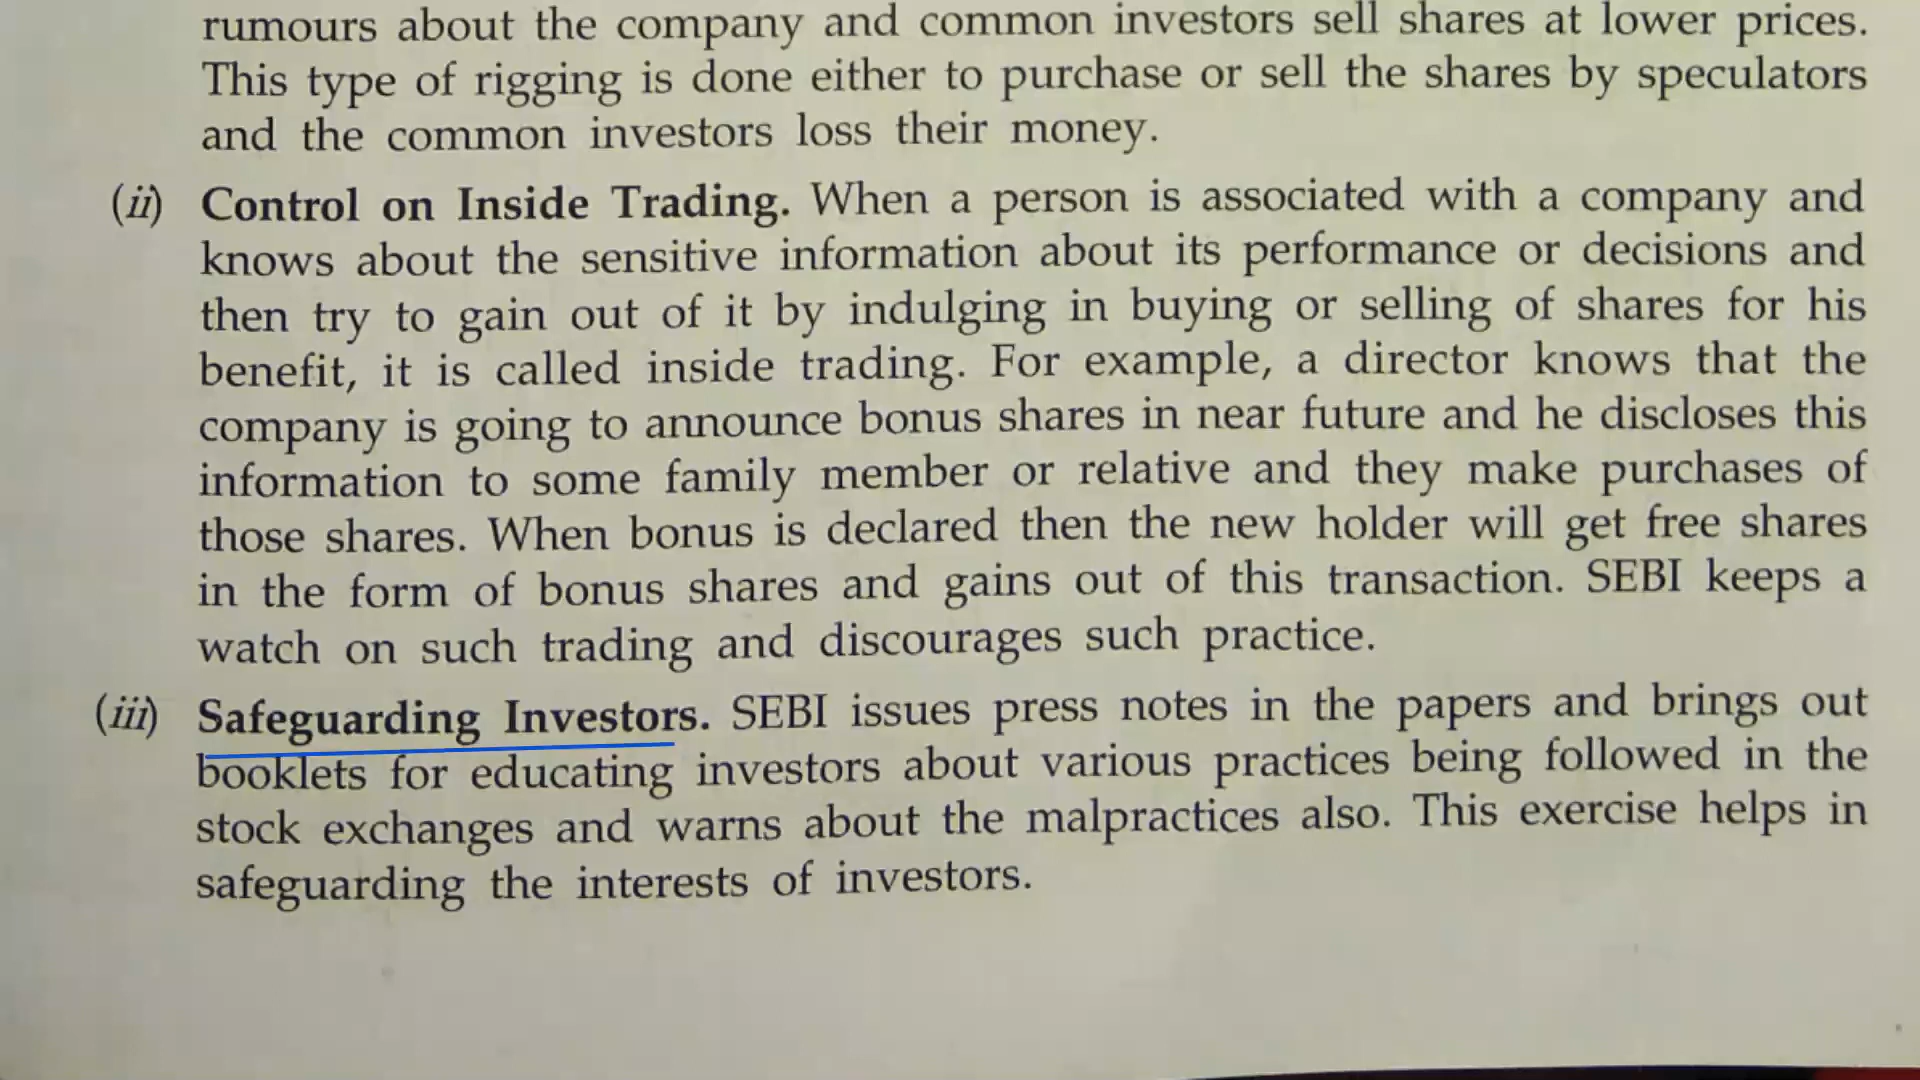 rumours about the company and common investors sell shares at lower prices.
This type of rigging is done either to purchase or sell the shares by speculators
and the common investors loss their money.
(ii) Control on Inside Trading. When a person is associated with a company and
knows about the sensitive information about its performance or decisions and
then try to gain out of it by indulging in buying or selling of shares for his
benefit, it is called inside trading. For example, a director knows that the
company is going to announce bonus shares in near future and he discloses this
information to some family member or relative and they make purchases of
those shares. When bonus is declared then the new holder will get free shares
in the form of bonus shares and gains out of this transaction. SEBI keeps a
watch on such trading and discourages such practice.
(iii) Safeguarding Investors. SEBI issues press notes in the papers and brings out
booklets for educating investors about various practices being followed in the
stock exchanges and warns about the malpractices also. This exercise helps in
safeguarding the interests of investors.